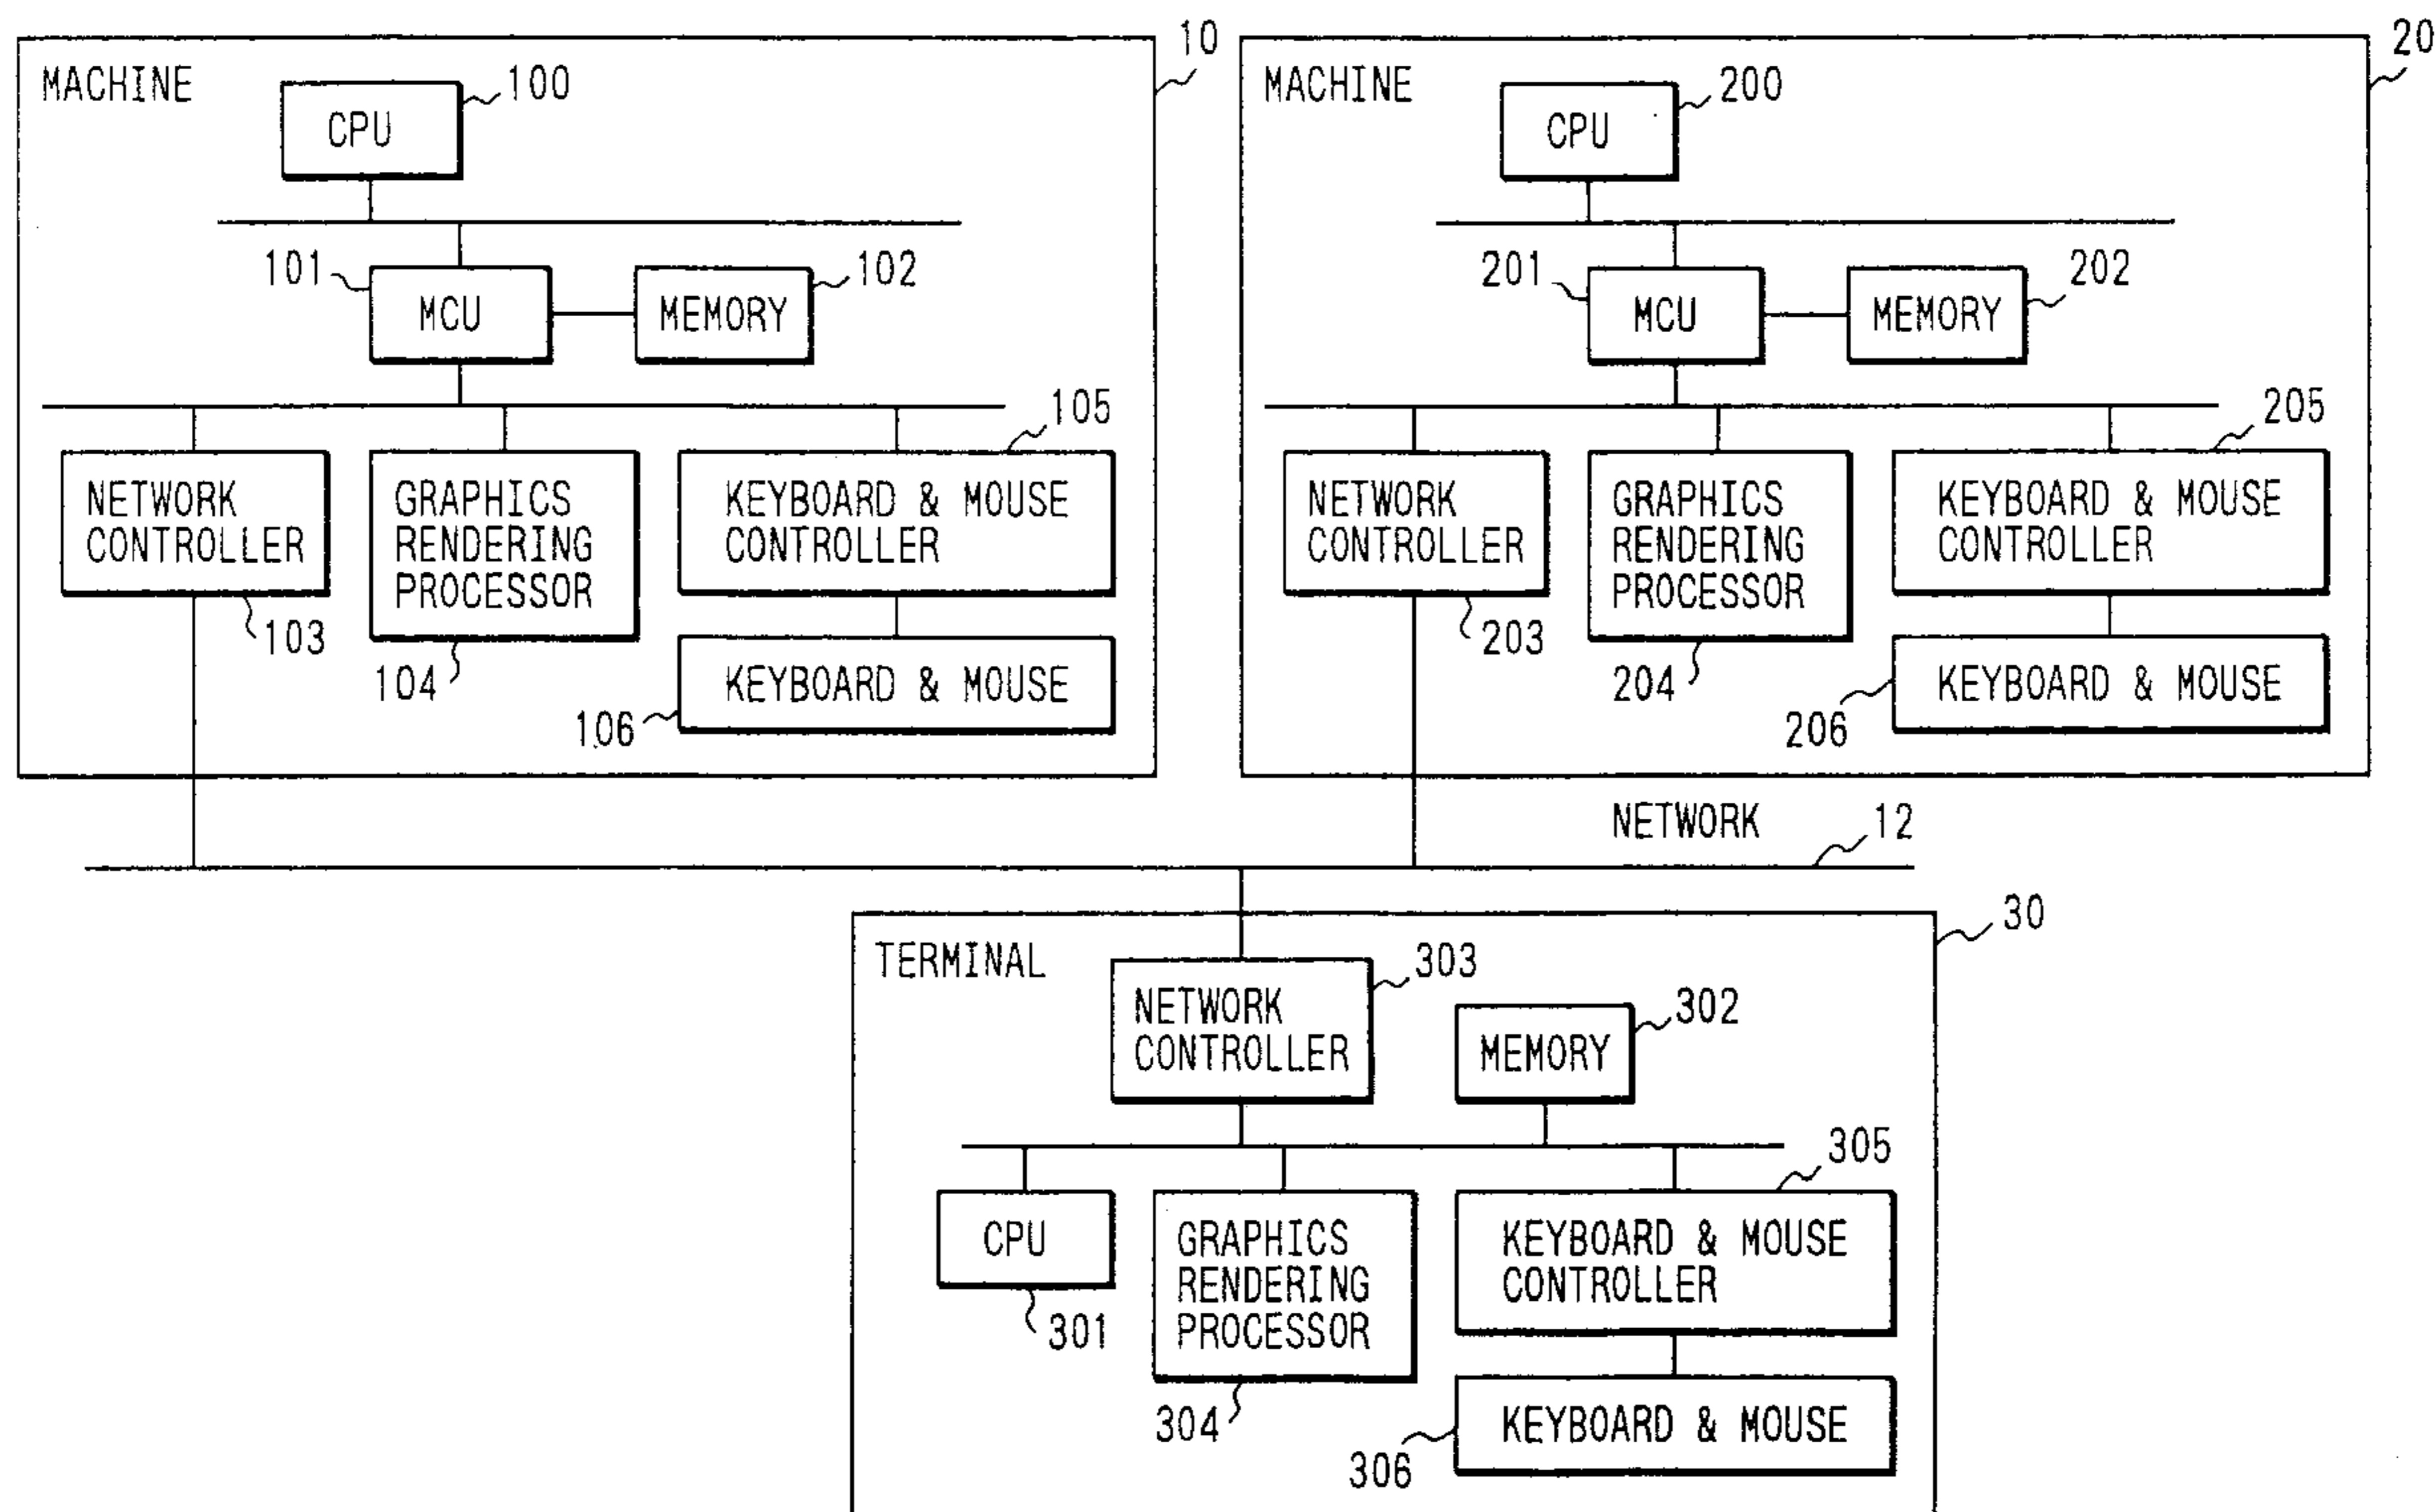 10
MACHINE
CPU
100
101
MCU
102
MEMORY
105
NETWORK
CONTROLLER
103
GRAPHICS
RENDERING
PROCESSOR
104
KEYBOARD & MOUSE
CONTROLLER
KEYBOARD & MOUSE
106
20
MACHINE
CPU
200
201
MCU
202
MEMORY
205
NETWORK
CONTROLLER
203
GRAPHICS
RENDERING
PROCESSOR
204
KEYBOARD & MOUSE
CONTROLLER
KEYBOARD & MOUSE
206
NETWORK
12
30
TERMINAL
303
NETWORK
CONTROLLER
302
MEMORY
305
CPU
301
GRAPHICS
RENDERING
PROCESSOR
304
KEYBOARD & MOUSE
CONTROLLER
KEYBOARD & MOUSE
306